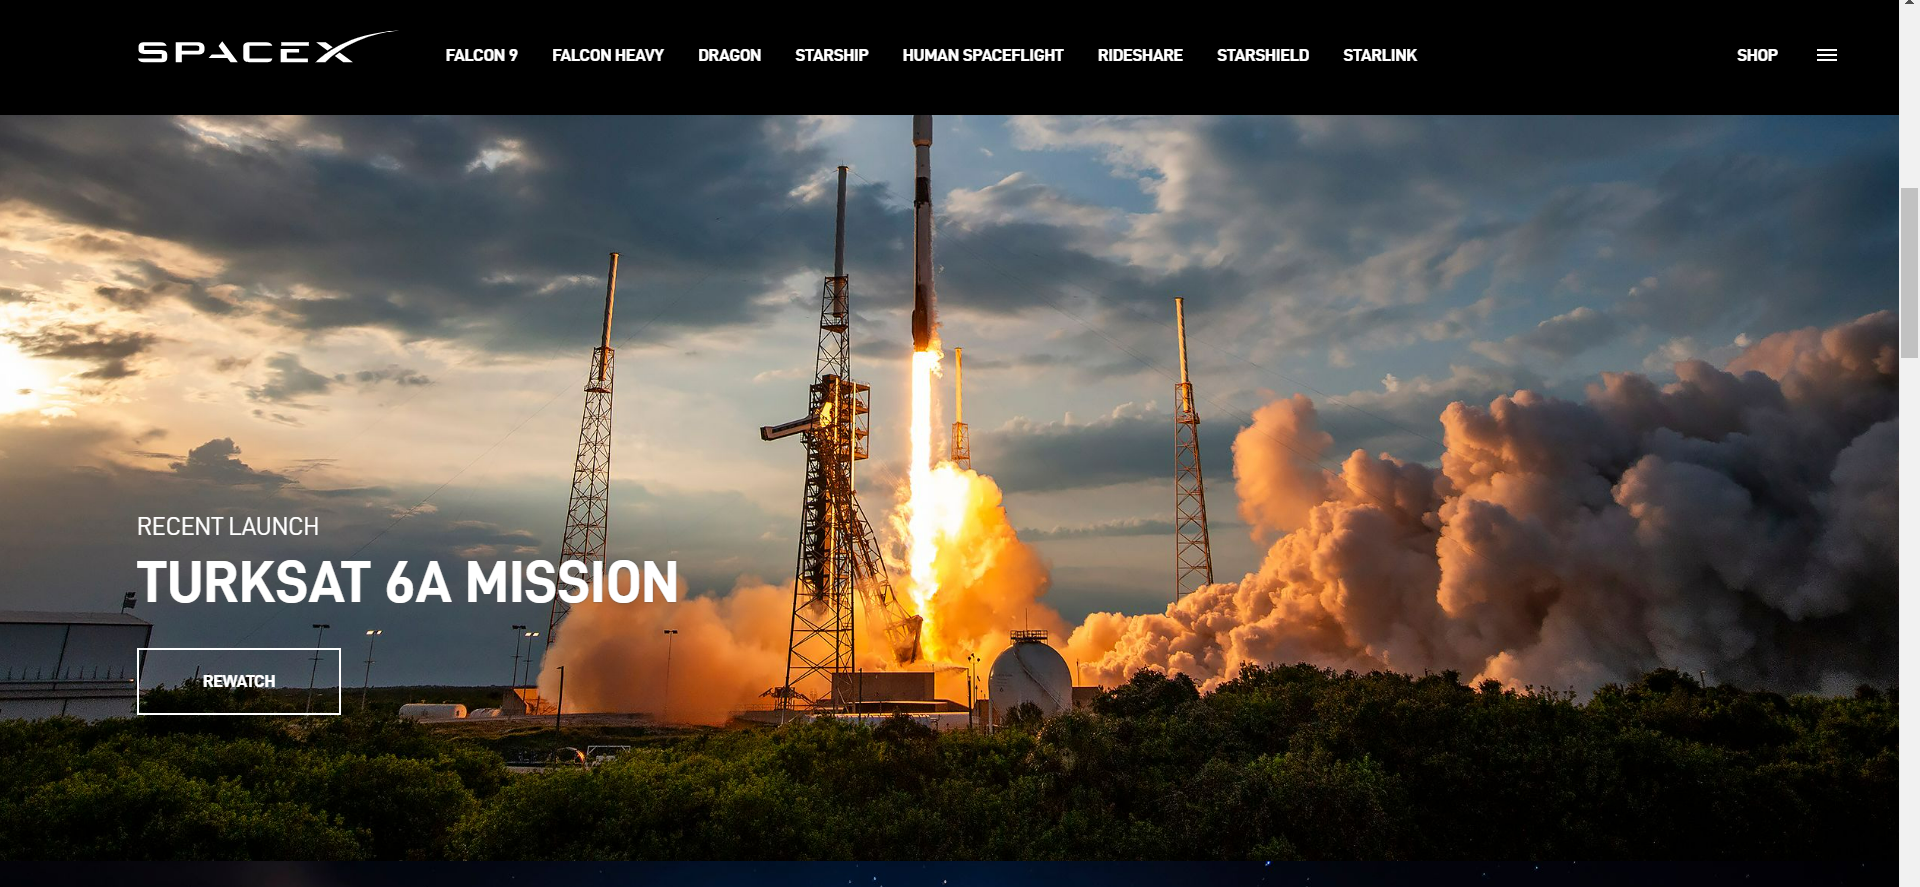 SPACEX
FALCON 9 FALCON HEAVY DRAGON STARSHIP HUMAN SPACEFLIGHT RIDESHARE STARSHIELD STARLINK SHOP
RECENT LAUNCH
TURKSAT 6A MISSION
REWATCH